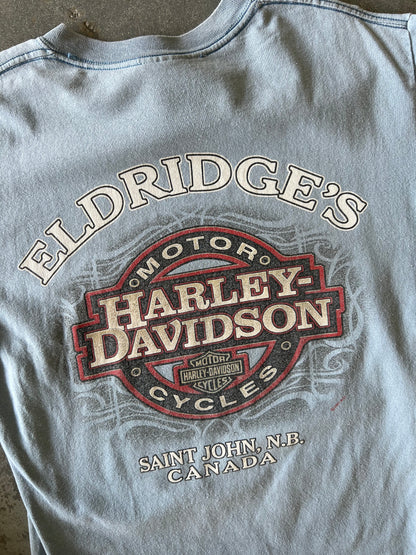 ELDRIDGE'S
MOTOR
HARLEY-
DAVIDSON
MOTOR
HARLEY-DAVIDSON
CYCLES
CYCLES
SAINT JOHN, N.B.
CANADA